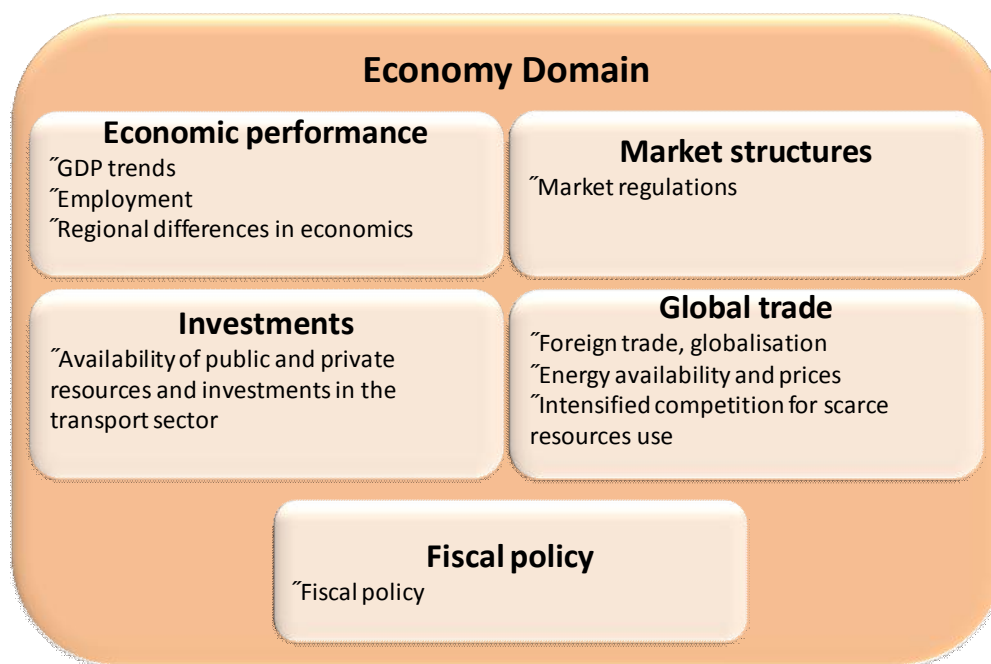 Economy Domain
Economic performance
˝GDP trends
˝Employment
˝Regional differences in economics
Market structures
˝Market regulations
Investments
˝Availability of public and private
resources and investments in the
transport sector
Global trade
˝Foreign trade, globalisation
˝Energy availability and prices
˝Intensified competition for scarce
resources use
Fiscal policy
˝Fiscal policy